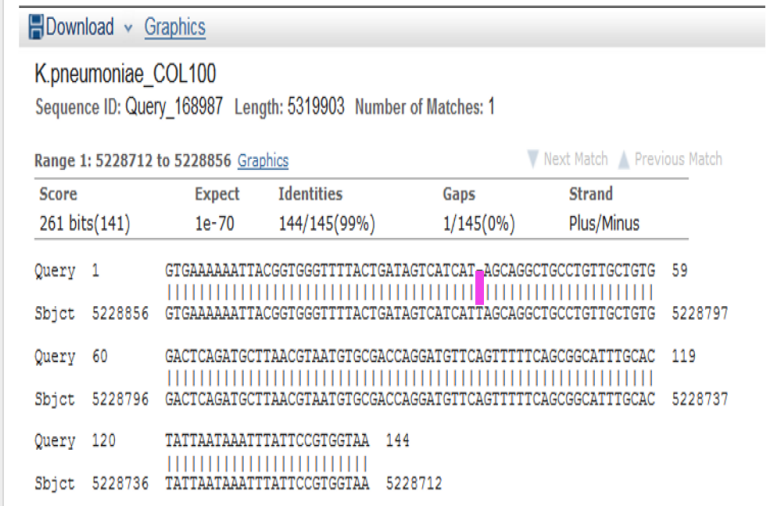 Download Graphics
K.pneumoniae_COL100
Sequence ID: Query_168987 Length: 5319903 Number of Matches: 1
Range 1: 5228712 to 5228856 Graphics Next Match Previous Match
Score Expect Identities Gaps Strand
261 bits(141) 1e-70 144/145(99%) 1/145(0%) Plus/Minus
Query 1 GTGAAAAAATTACGGTGGGTTTTACTGATAGTCATCAT-AGCAGGCTGCCTGTTGCTGTG 59
Sbjct 5228856 GTGAAAAAATTACGGTGGGTTTTACTGATAGTCATCATTAGCAGGCTGCCTGTTGCTGTG 5228797
Query 60 GACTCAGATGCTTAACGTAATGTGCGACCAGGATGTTCAGTTTTTCAGCGGCATTTGCAC 119
Sbjct 5228796 GACTCAGATGCTTAACGTAATGTGCGACCAGGATGTTCAGTTTTTCAGCGGCATTTGCAC 5228737
Query 120 TATTAATAAATTTATTCCGTGGTAA 144
Sbjct 5228736 TATTAATAAATTTATTCCGTGGTAA 5228712